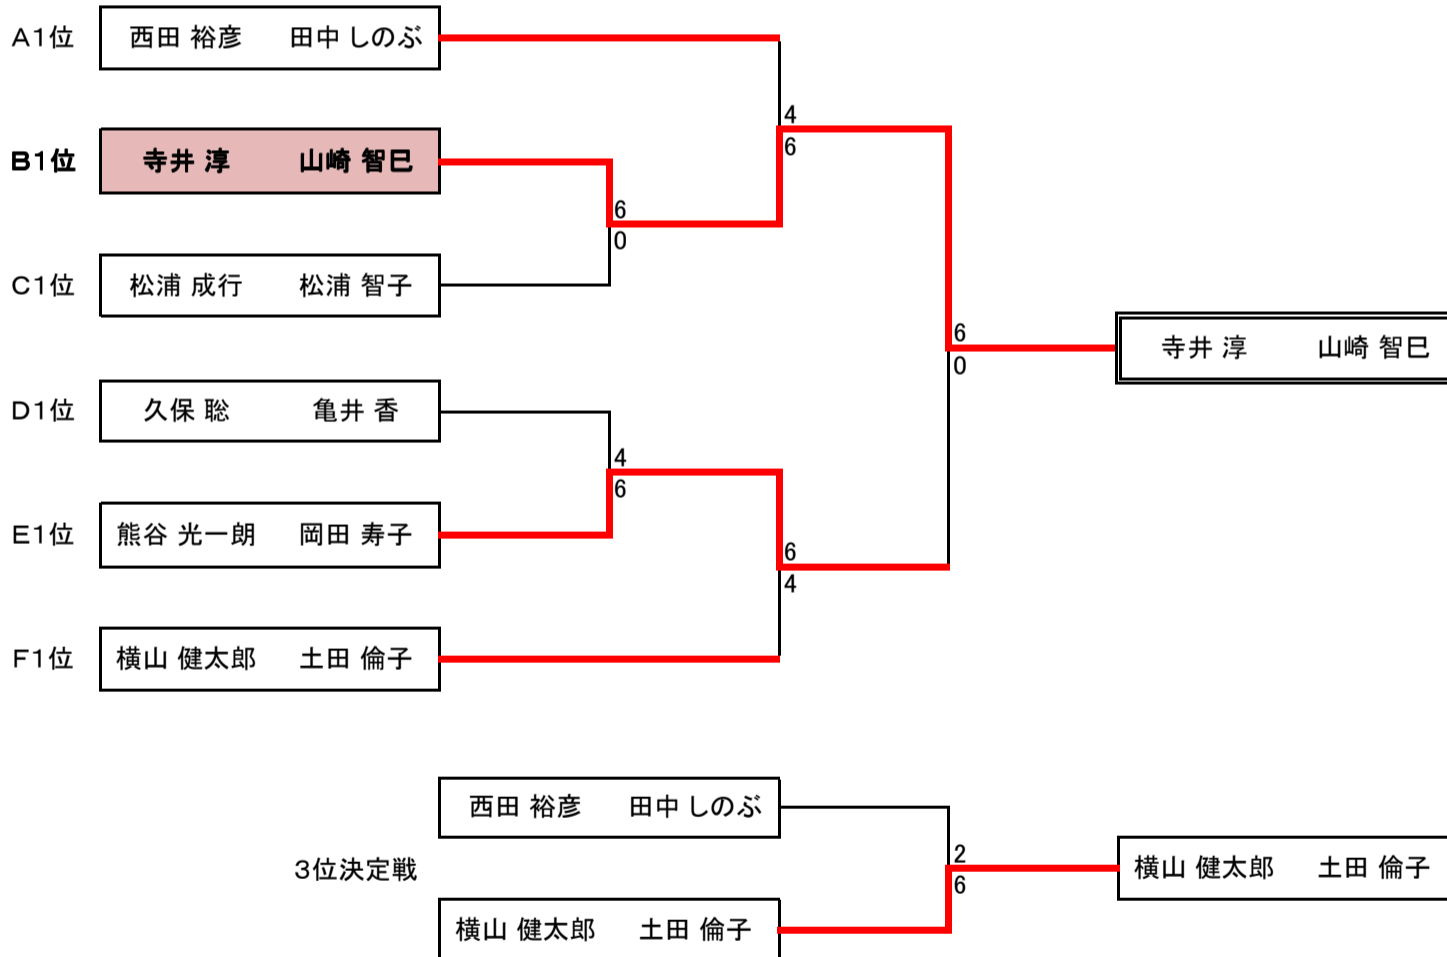 A1位 西田 裕彦 田中 しのぶ
4
B1位 寺井 淳 山崎 智巳
6
6
0
C1位 松浦 成行 松浦 智子
6
寺井 淳 山崎 智巳
0
D1位 久保 聡 亀井 香
4
6
E1位 熊谷 光一朗 岡田 寿子
6
4
F1位 横山 健太郎 土田 倫子
西田 裕彦 田中 しのぶ
2
3位決定戦
横山 健太郎 土田 倫子
6
横山 健太郎 土田 倫子